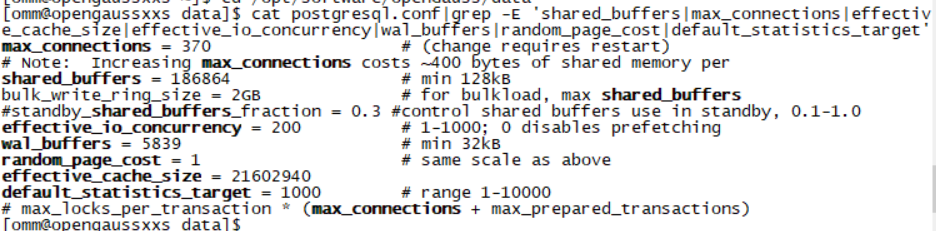 [omm@opengaussxxs data]$ cat postgresql.conf|grep -E 'shared_buffers|max_connections|effectiv
e_cache_size|effective_io_concurrency|wal_buffers|random_page_cost|default_statistics_target'
max_connections = 370 # (change requires restart)
# Note:  Increasing max_connections costs ~400 bytes of shared memory per
shared_buffers = 186864 # min 128kB
bulk_write_ring_size = 2GB # for bulkload, max shared_buffers
#standby_shared_buffers_fraction = 0.3 #control shared buffers use in standby, 0.1-1.0
effective_io_concurrency = 200 # 1-1000; 0 disables prefetching
wal_buffers = 5839 # min 32kB
random_page_cost = 1 # same scale as above
effective_cache_size = 21602940
default_statistics_target = 1000 # range 1-10000
# max_locks_per_transaction * (max_connections + max_prepared_transactions)
[omm@opengaussxxs data]$